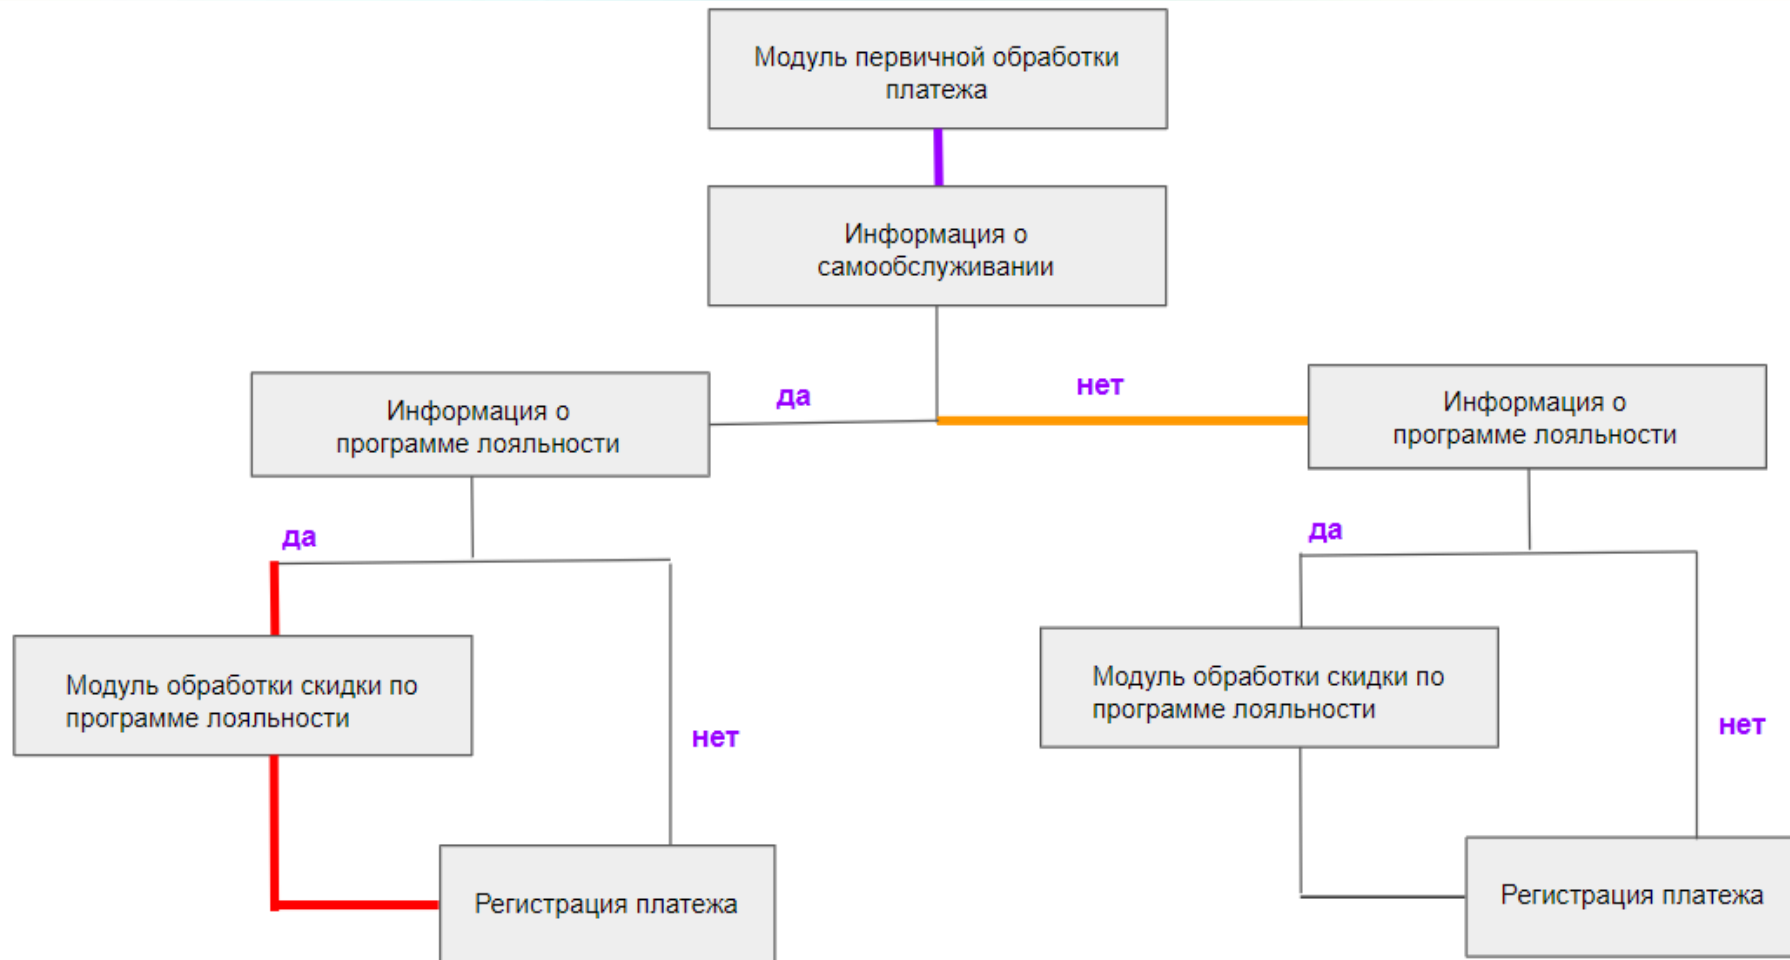 Модуль первичной обработки
платежа
Информация о
самообслуживании
да
нет
Информация о
программе лояльности
Информация о
программе лояльности
да
да
Модуль обработки скидки по
программе лояльности
нет
Модуль обработки скидки по
программе лояльности
нет
Регистрация платежа
Регистрация платежа